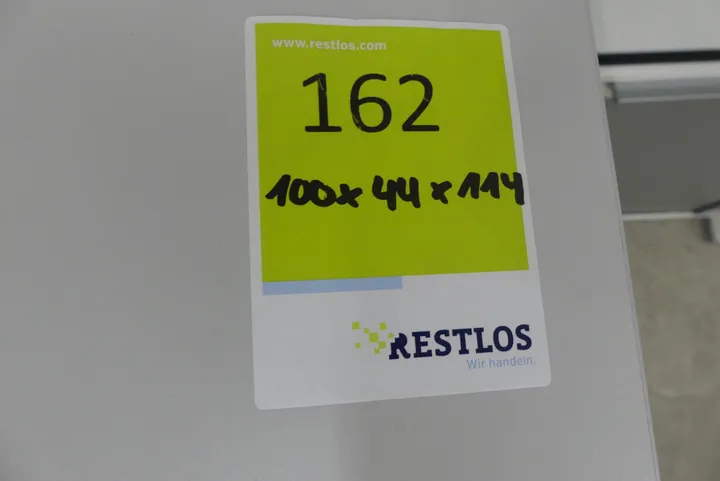 www.restlos.com
162
100x 44 x 114
RESTLOS
Wir handeln.